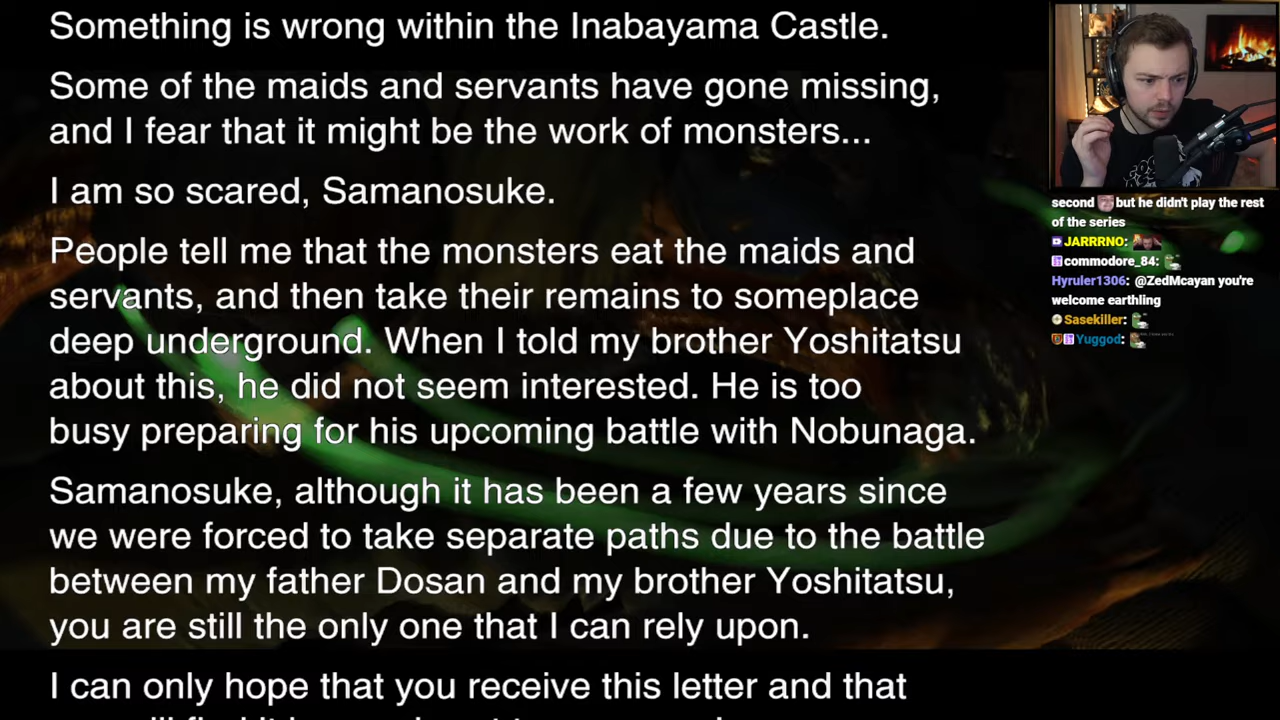 Something is wrong within the Inabayama Castle.
Some of the maids and servants have gone missing,
and I fear that it might be the work of monsters...
I am so scared, Samanosuke.
People tell me that the monsters eat the maids and
servants, and then take their remains to someplace
deep underground. When I told my brother Yoshitatsu
about this, he did not seem interested. He is too
busy preparing for his upcoming battle with Nobunaga.
Samanosuke, although it has been a few years since
we were forced to take separate paths due to the battle
between my father Dosan and my brother Yoshitatsu,
you are still the only one that I can rely upon.
I can only hope that you receive this letter and that
second but he didn't play the rest
of the series
JARRRNO:
commodore_84:
Hyruler1306: @ZedMcayan you're
welcome earthling
Sasekiller:
Yuggod: